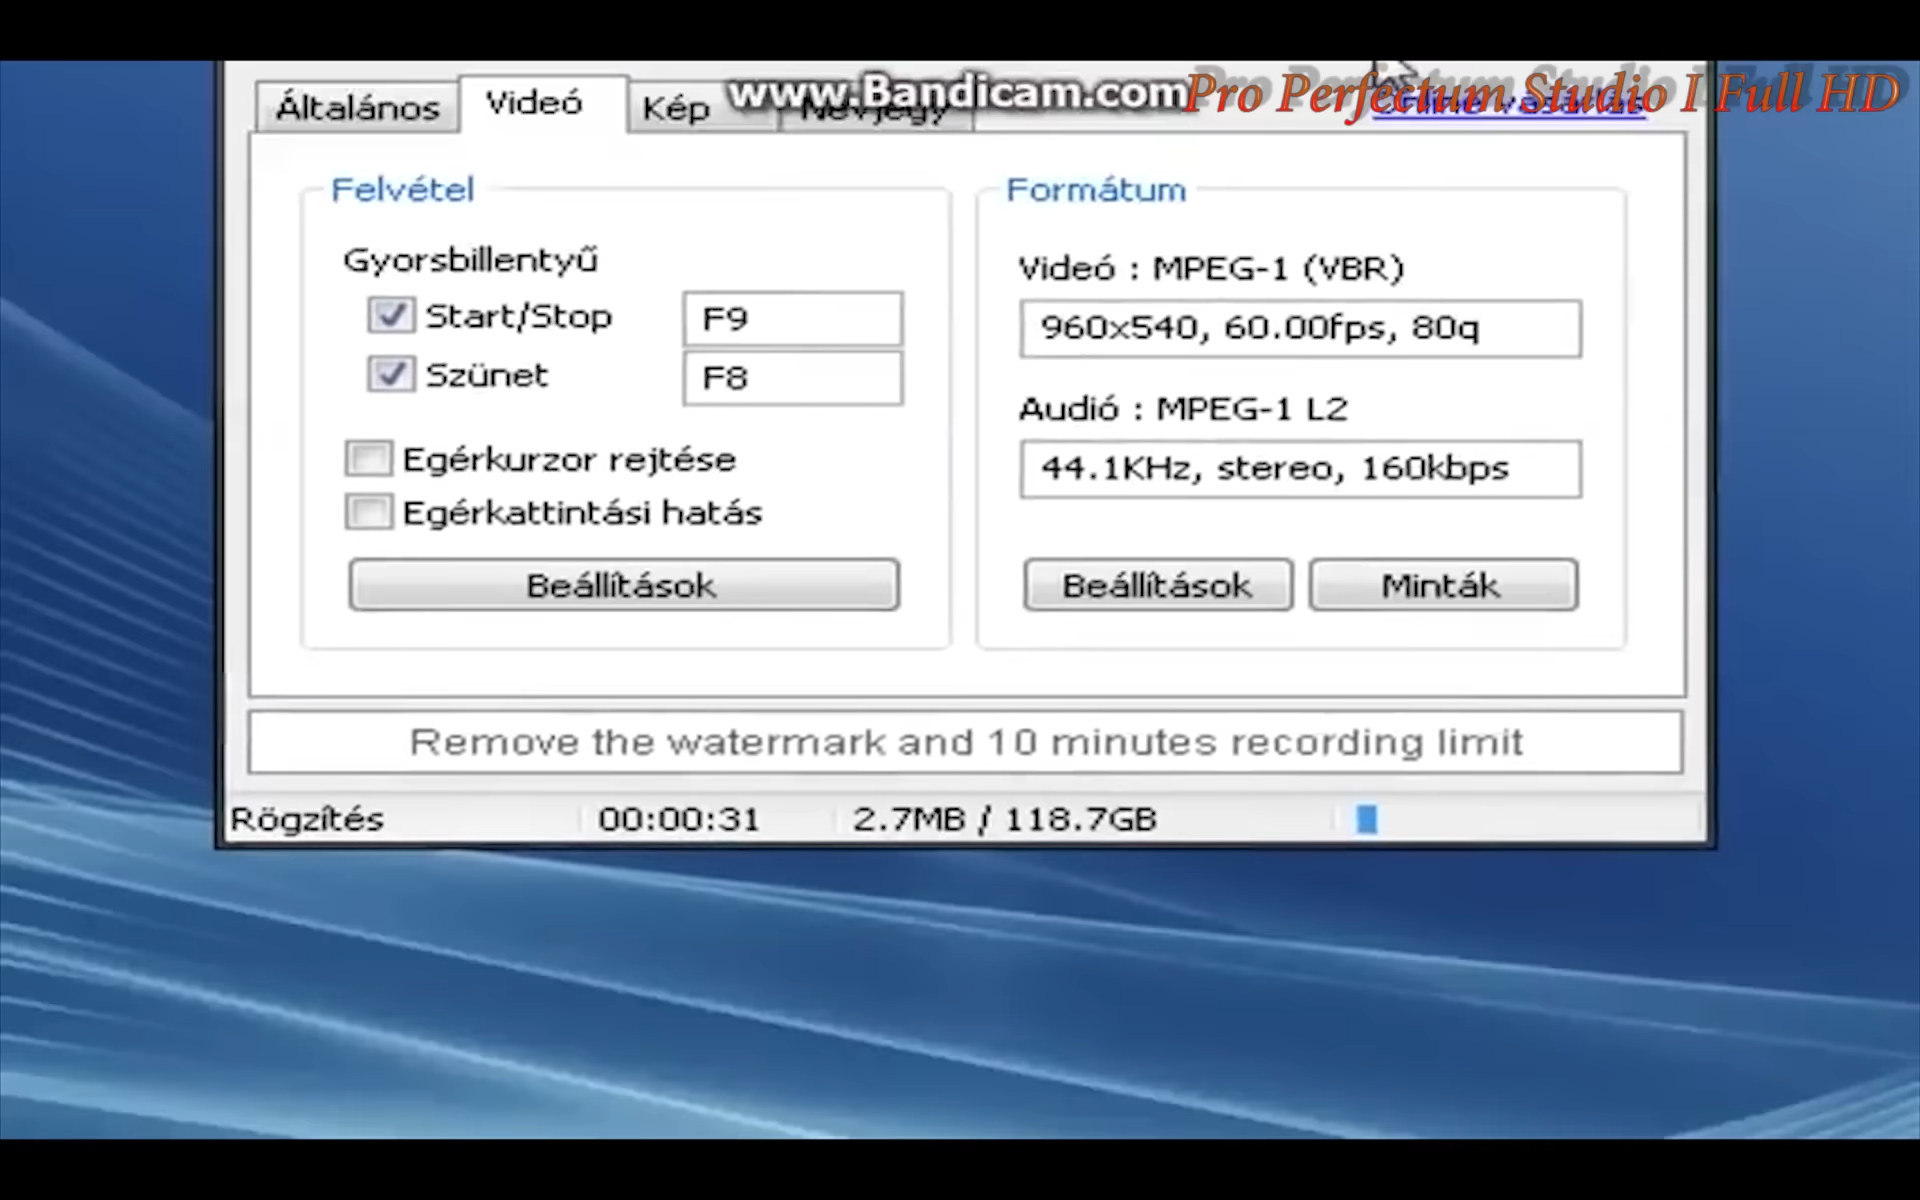 www.Bandicam.com
Pro Perfectum Studio I Full HD
Általános Videó Kép Névjegy
Online vásárlás
Felvétel
Gyorsbillentyű
Start/Stop F9
Szünet F8
Egérkurzor rejtése
Egérkattintási hatás
Beállítások
Formátum
Videó : MPEG-1 (VBR)
960x540, 60.00fps, 80q
Audió : MPEG-1 L2
44.1KHz, stereo, 160kbps
Beállítások Minták
Remove the watermark and 10 minutes recording limit
Rögzítés 00:00:31 2.7MB / 118.7GB